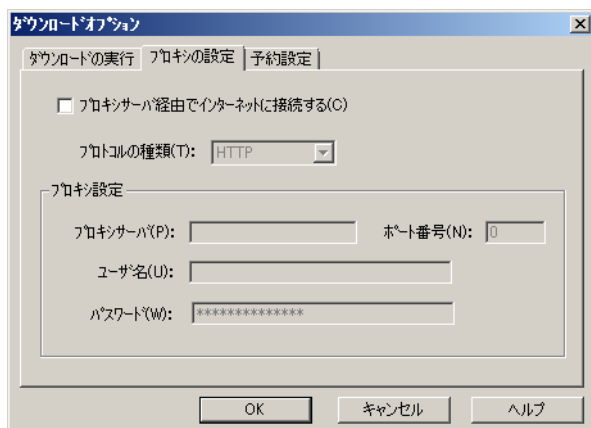 ダウンロードオプション
ダウンロードの実行 プロキシの設定 予約設定
プロキシサーバ経由でインターネットに接続する(C)
プロトコルの種類(T): HTTP
プロキシ設定
プロキシサーバ(P): ポート番号(N): 0
ユーザ名(U):
パスワード(W): **************
OK キャンセル ヘルプ